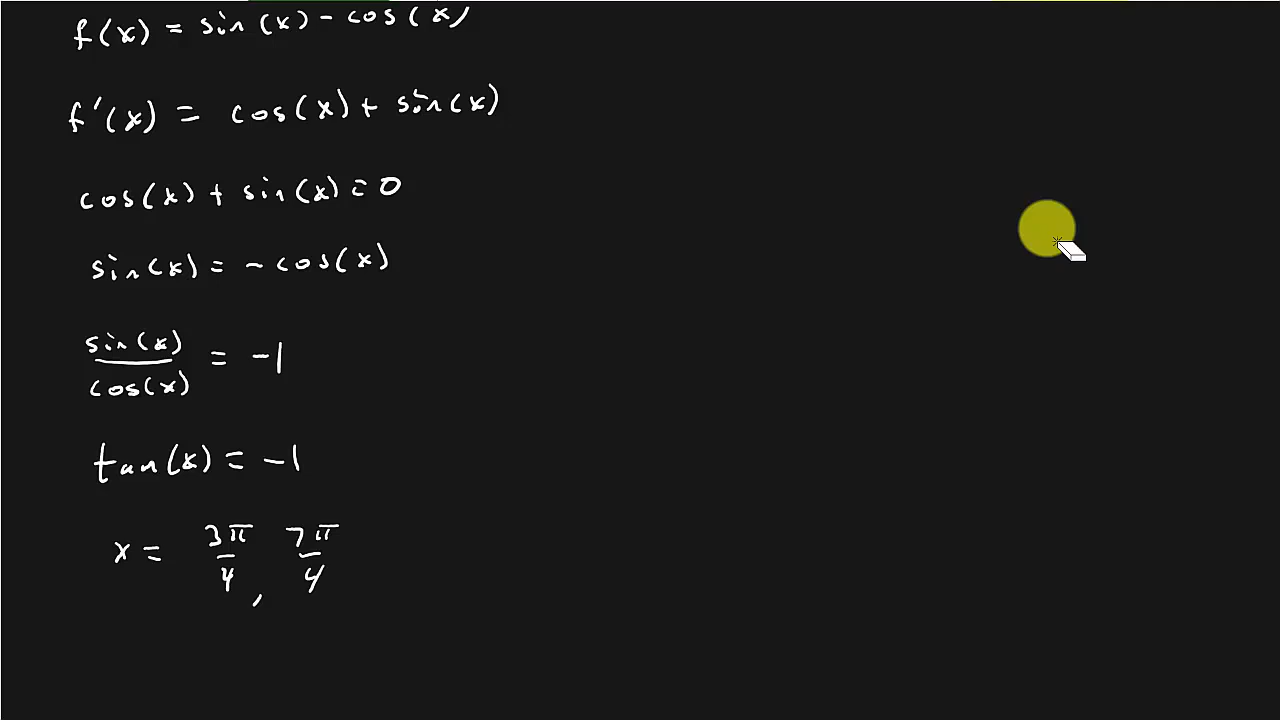 f(x) = sin(x) - cos(x)
f'(x) = cos(x) + sin(x)
cos(x) + sin(x) = 0
sin(x) = - cos(x)
sin(x)/cos(x) = -1
tan(x) = -1
x = 3π/4, 7π/4